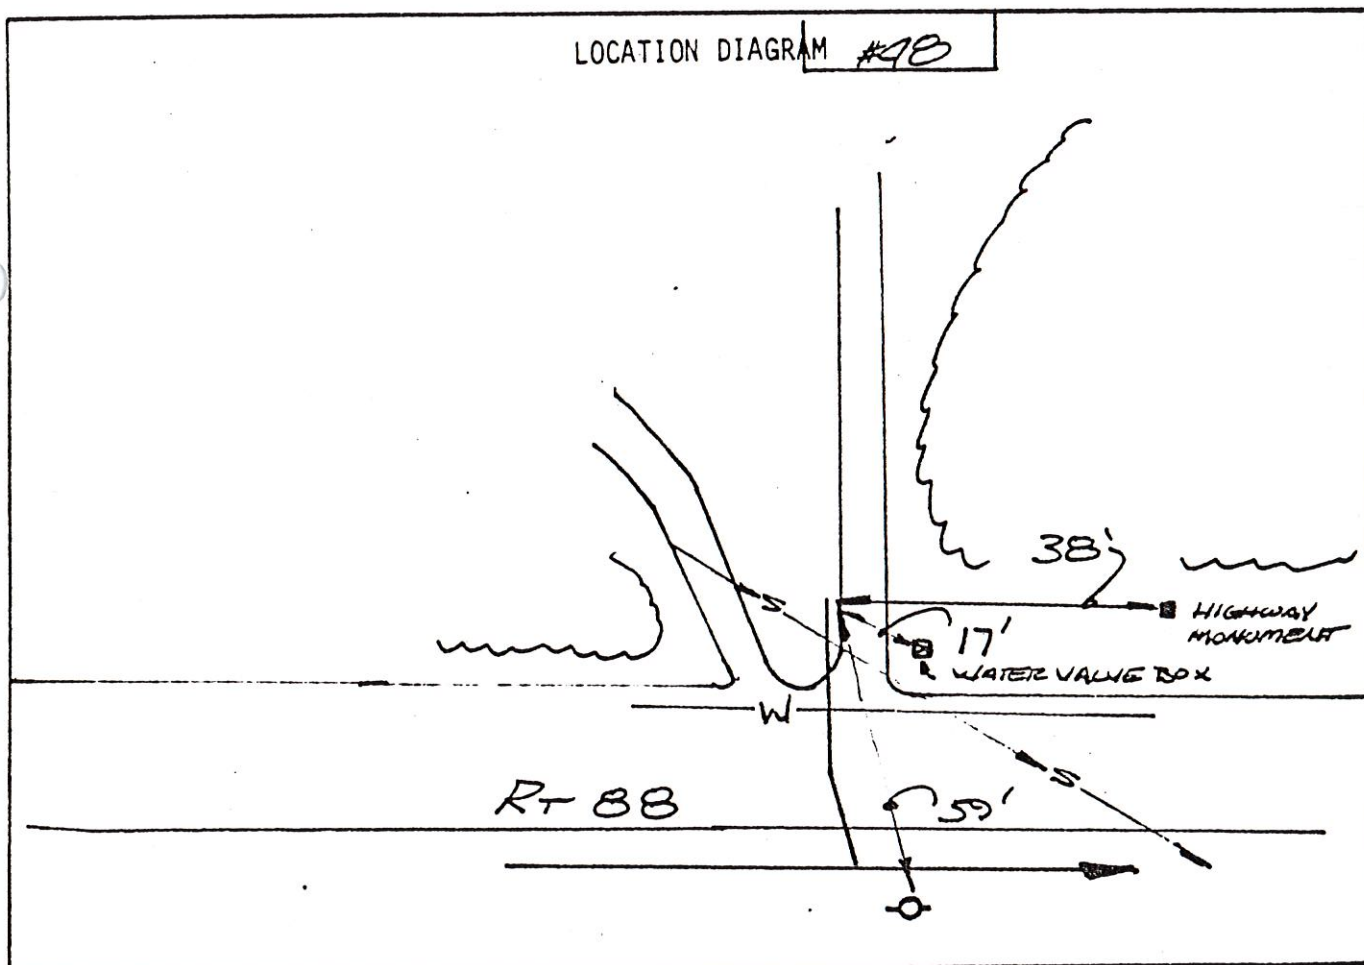 LOCATION DIAGRAM #48
38'
HIGHWAY
MONUMENT
S
17'
WATER VALVE BOX
W
S
RT 88
59'